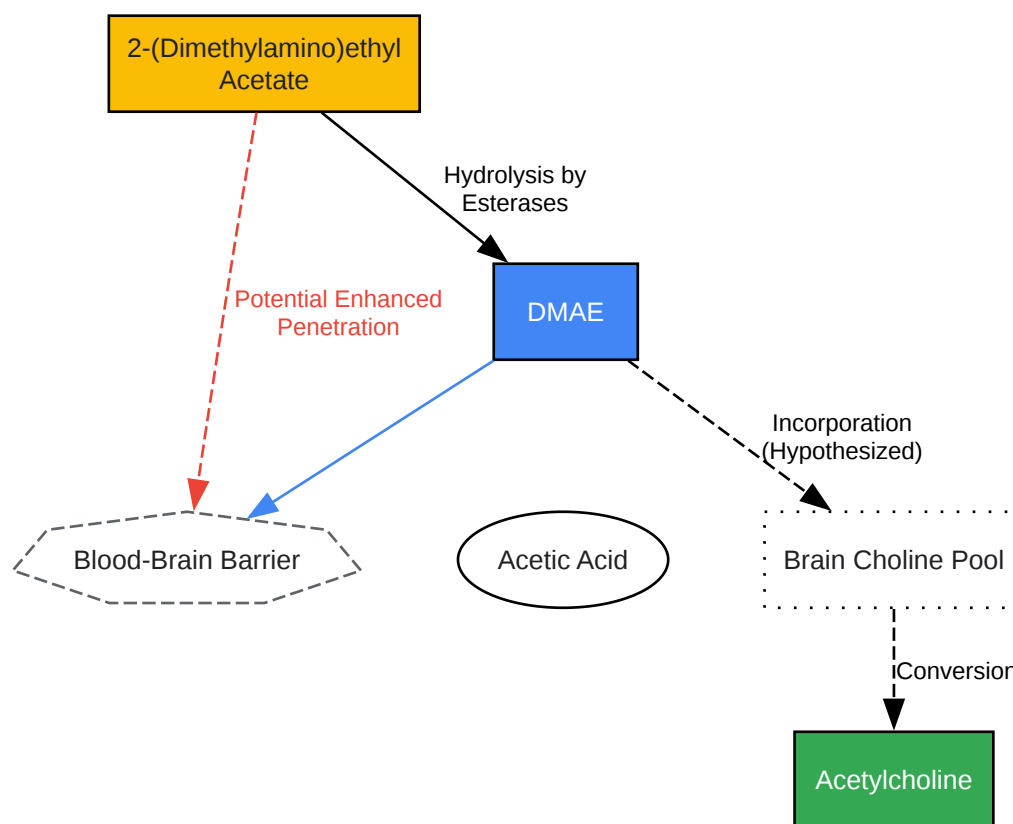 2-(Dimethylamino)ethyl
Acetate
Hydrolysis by
Esterases
Potential Enhanced
Penetration
DMAE
Incorporation
(Hypothesized)
Blood-Brain Barrier
Acetic Acid
Brain Choline Pool
Conversion
Acetylcholine